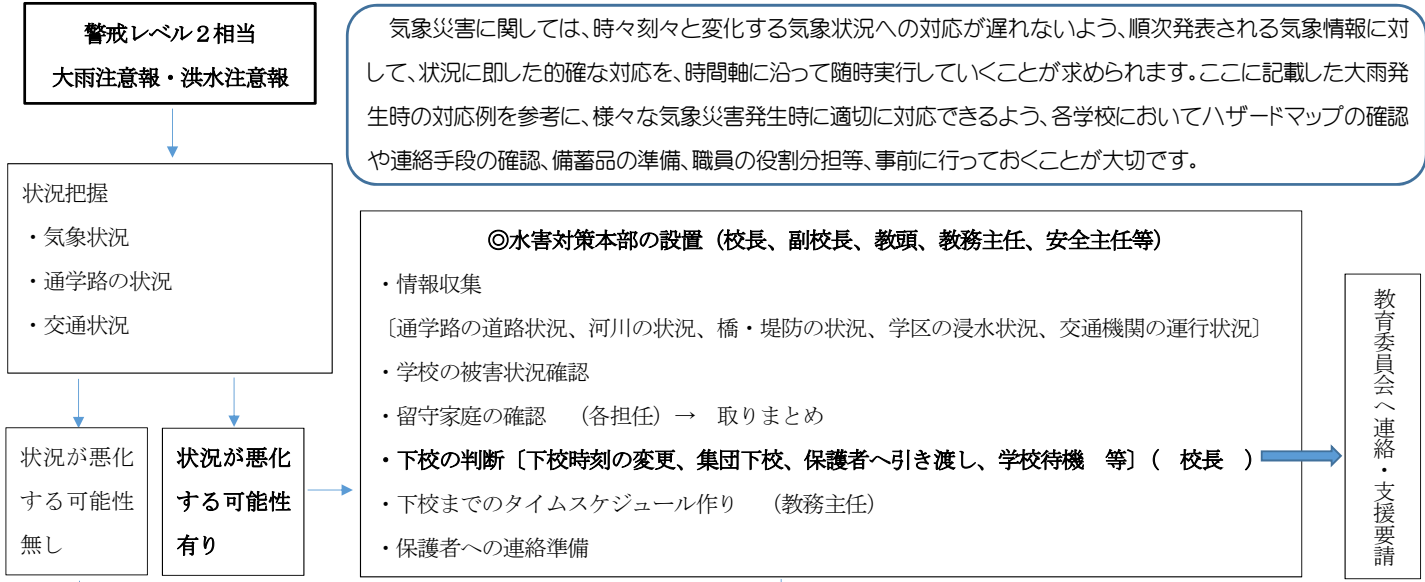 警戒レベル２相当
大雨注意報・洪水注意報
気象災害に関しては、時々刻々と変化する気象状況への対応が遅れないよう、順次発表される気象情報に対
して、状況に即した的確な対応を、時間軸に沿って随時実行していくことが求められます。ここに記載した大雨発
生時の対応例を参考に、様々な気象災害発生時に適切に対応できるよう、各学校においてハザードマップの確認
や連絡手段の確認、備蓄品の準備、職員の役割分担等、事前に行っておくことが大切です。
状況把握
・気象状況
・通学路の状況
・交通状況
状況が悪化
する可能性
無し
状況が悪化
する可能性
有り
◎水害対策本部の設置（校長、副校長、教頭、教務主任、安全主任等）
・情報収集
〔通学路の道路状況、河川の状況、橋・堤防の状況、学区の浸水状況、交通機関の運行状況〕
・学校の被害状況確認
・留守家庭の確認　（各担任）→　取りまとめ
・下校の判断〔下校時刻の変更、集団下校、保護者へ引き渡し、学校待機　等〕（　校長　）
・下校までのタイムスケジュール作り　（教務主任）
・保護者への連絡準備
教育委員会へ連絡・支援要請